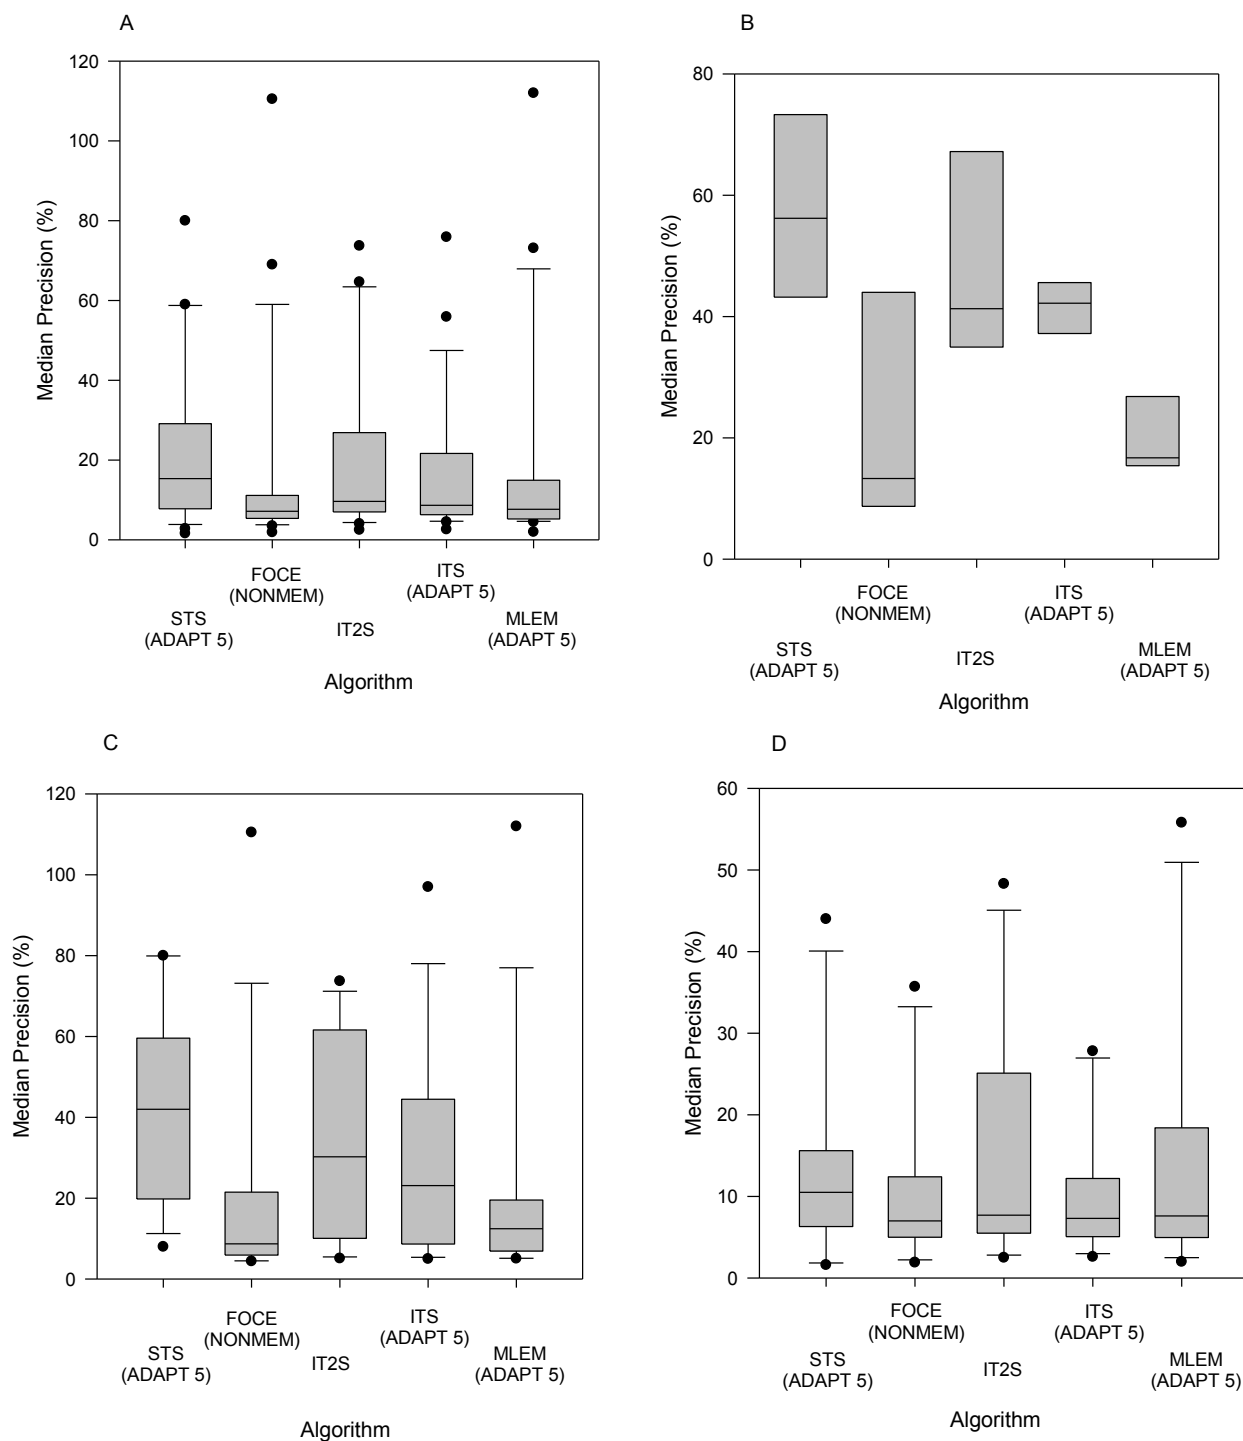 A
120
100
80
60
40
20
0
Median Precision (%)
FOCE
(NONMEM)
ITS
(ADAPT 5)
STS
(ADAPT 5)
IT2S
MLEM
(ADAPT 5)
Algorithm
B
80
60
40
20
0
Median Precision (%)
FOCE
(NONMEM)
ITS
(ADAPT 5)
STS
(ADAPT 5)
IT2S
MLEM
(ADAPT 5)
Algorithm
C
120
100
80
60
40
20
0
Median Precision (%)
FOCE
(NONMEM)
ITS
(ADAPT 5)
STS
(ADAPT 5)
IT2S
MLEM
(ADAPT 5)
Algorithm
D
60
50
40
30
20
10
0
Median Precision (%)
FOCE
(NONMEM)
ITS
(ADAPT 5)
STS
(ADAPT 5)
IT2S
MLEM
(ADAPT 5)
Algorithm